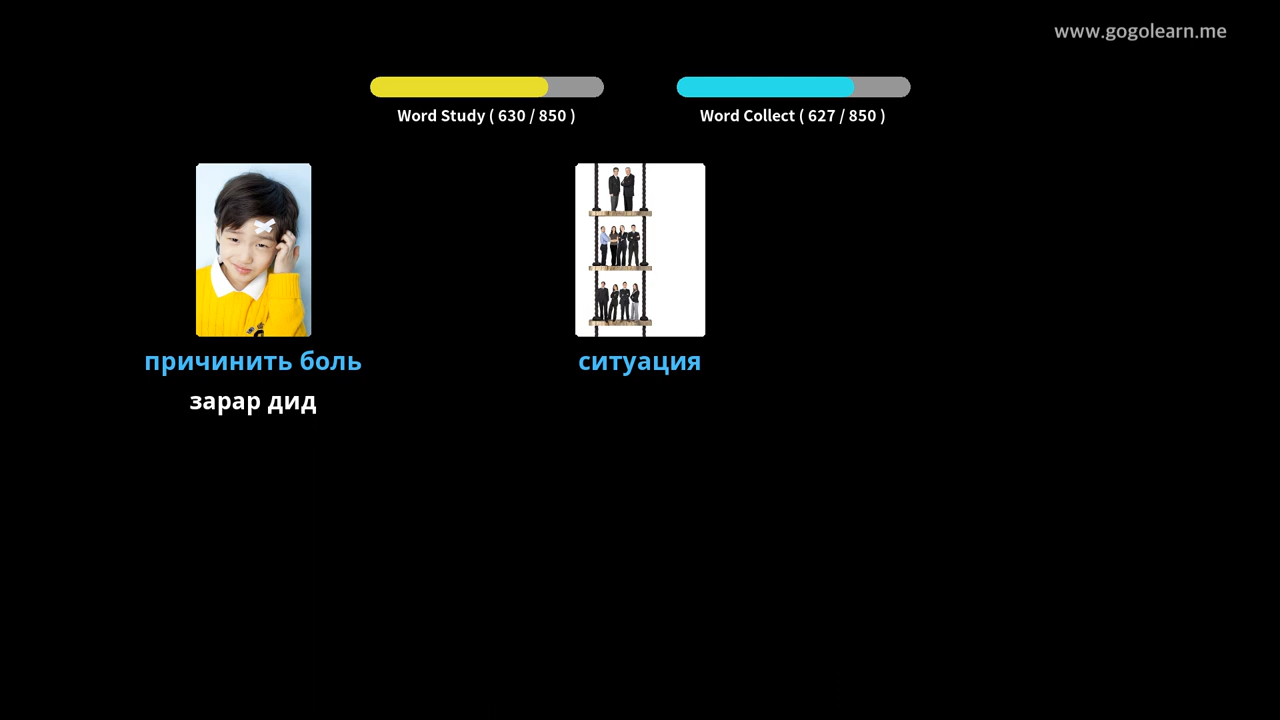 www.gogolearn.me
Word Study ( 630 / 850 )
Word Collect ( 627 / 850 )
причинить боль
ситуация
зарар дид